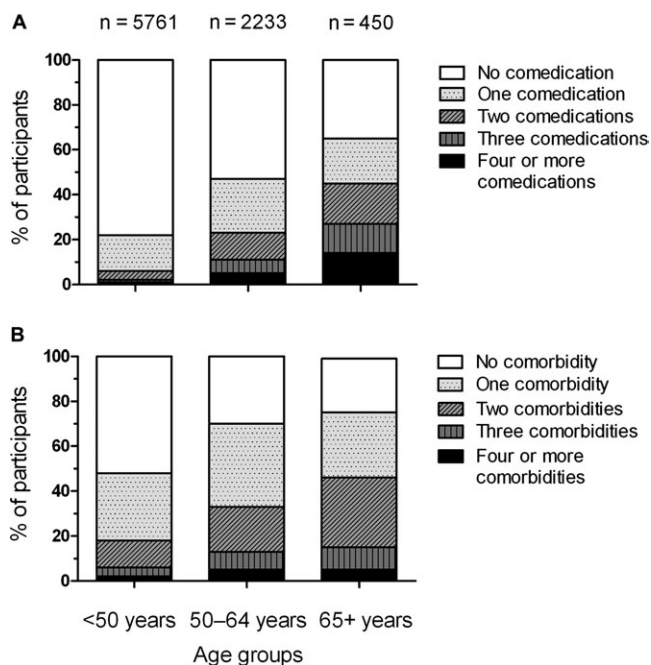 A
n = 5761 n = 2233 n = 450
100
80
60
40
20
0
% of participants
No comedication
One comedication
Two comedications
Three comedications
Four or more
comedications
B
100
80
60
40
20
0
% of participants
No comorbidity
One comorbidity
Two comorbidities
Three comorbidities
Four or more
comorbidities
<50 years 50–64 years 65+ years
Age groups